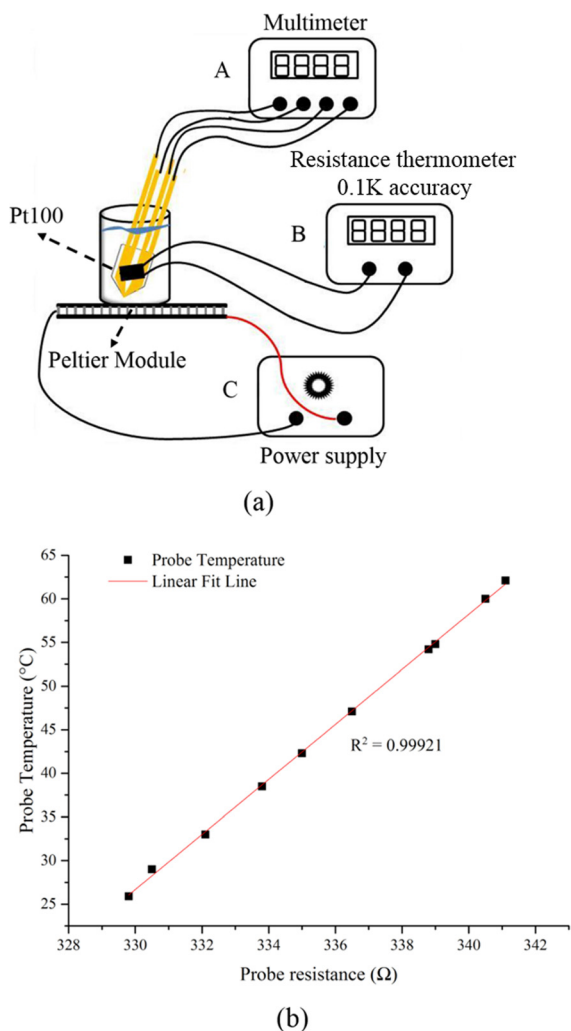 Multimeter
A
8888
Resistance thermometer
0.1K accuracy
Pt100
B
8888
Peltier Module
C
Power supply
(a)
65
60
55
50
45
40
35
30
25
Probe Temperature (°C)
Probe Temperature
Linear Fit Line
R² = 0.99921
328 330 332 334 336 338 340 342
Probe resistance (Ω)
(b)